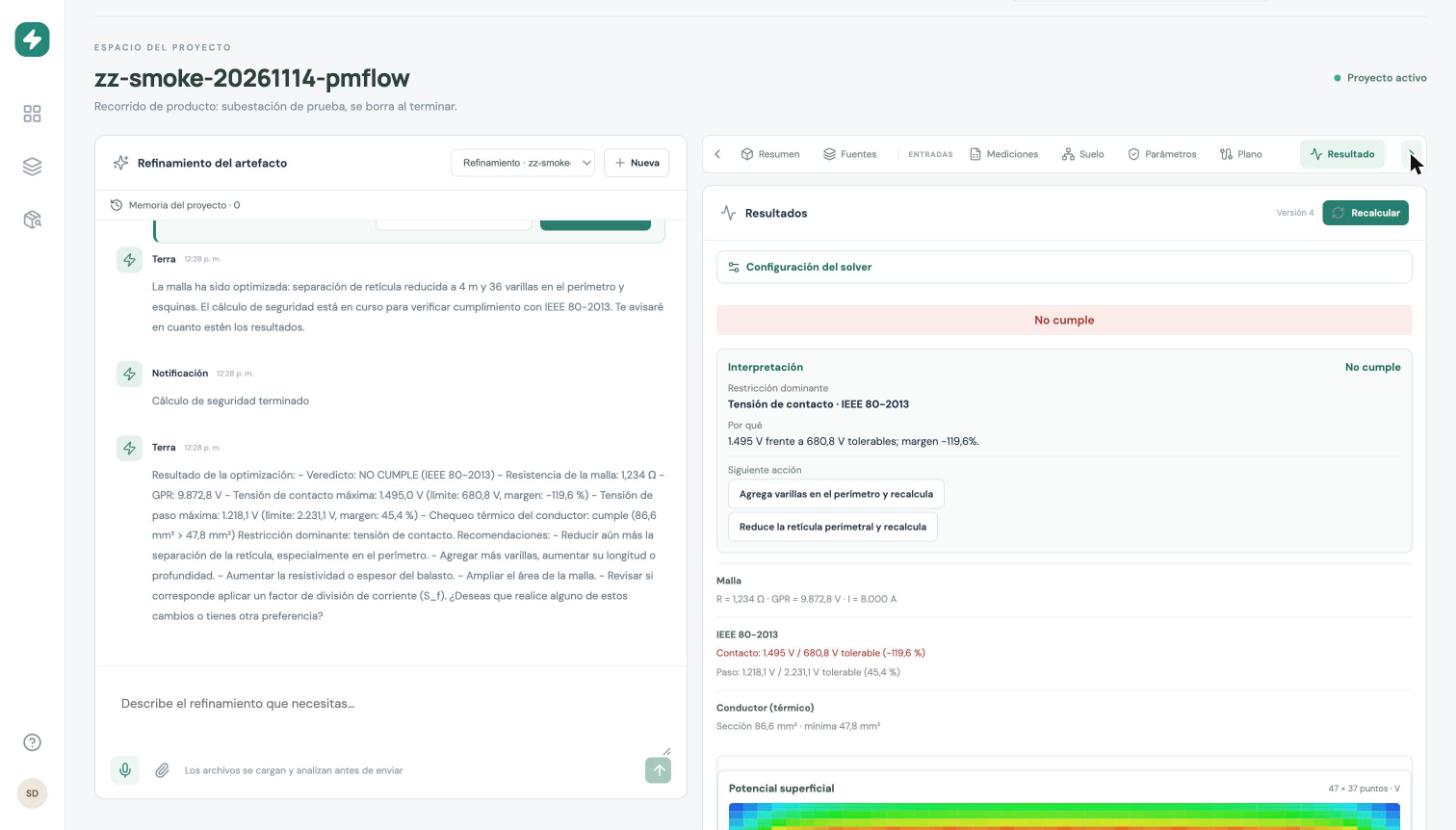 ESPACIO DEL PROYECTO
zz-smoke-20261114-pmflow
Recorrido de producto: subestación de prueba, se borra al terminar.
Proyecto activo
Refinamiento del artefacto
Refinamiento · zz-smoke-
Nueva
Memoria del proyecto · 0
Terra 12:28 p. m.
La malla ha sido optimizada: separación de retícula reducida a 4 m y 36 varillas en el perímetro y
esquinas. El cálculo de seguridad está en curso para verificar cumplimiento con IEEE 80-2013. Te avisaré
en cuanto estén los resultados.
Notificación 12:28 p. m.
Cálculo de seguridad terminado
Terra 12:28 p. m.
Resultado de la optimización: - Veredicto: NO CUMPLE (IEEE 80-2013) - Resistencia de la malla: 1,234 Ω -
GPR: 9.872,8 V - Tensión de contacto máxima: 1.495,0 V (límite: 680,8 V, margen: -119,6 %) - Tensión de
paso máxima: 1.218,1 V (límite: 2.231,1 V, margen: 45,4 %) - Chequeo térmico del conductor: cumple (86,6
mm² > 47,8 mm²) Restricción dominante: tensión de contacto. Recomendaciones: - Reducir aún más la
separación de la retícula, especialmente en el perímetro. - Agregar más varillas, aumentar su longitud o
profundidad. - Aumentar la resistividad o espesor del balasto. - Ampliar el área de la malla. - Revisar si
corresponde aplicar un factor de división de corriente (S_f). ¿Deseas que realice alguno de estos
cambios o tienes otra preferencia?
Describe el refinamiento que necesitas...
Los archivos se cargan y analizan antes de enviar
SD
Resumen
Fuentes
ENTRADAS
Mediciones
Suelo
Parámetros
Plano
Resultado
Resultados
Versión 4
Recalcular
Configuración del solver
No cumple
Interpretación
No cumple
Restricción dominante
Tensión de contacto · IEEE 80-2013
Por qué
1.495 V frente a 680,8 V tolerables; margen -119,6%.
Siguiente acción
Agrega varillas en el perímetro y recalcula
Reduce la retícula perimetral y recalcula
Malla
R = 1,234 Ω · GPR = 9.872,8 V · I = 8.000 A
IEEE 80-2013
Contacto: 1.495 V / 680,8 V tolerable (-119,6 %)
Paso: 1.218,1 V / 2.231,1 V tolerable (45,4 %)
Conductor (térmico)
Sección 86,6 mm² · mínima 47,8 mm²
Potencial superficial
47 × 37 puntos · V